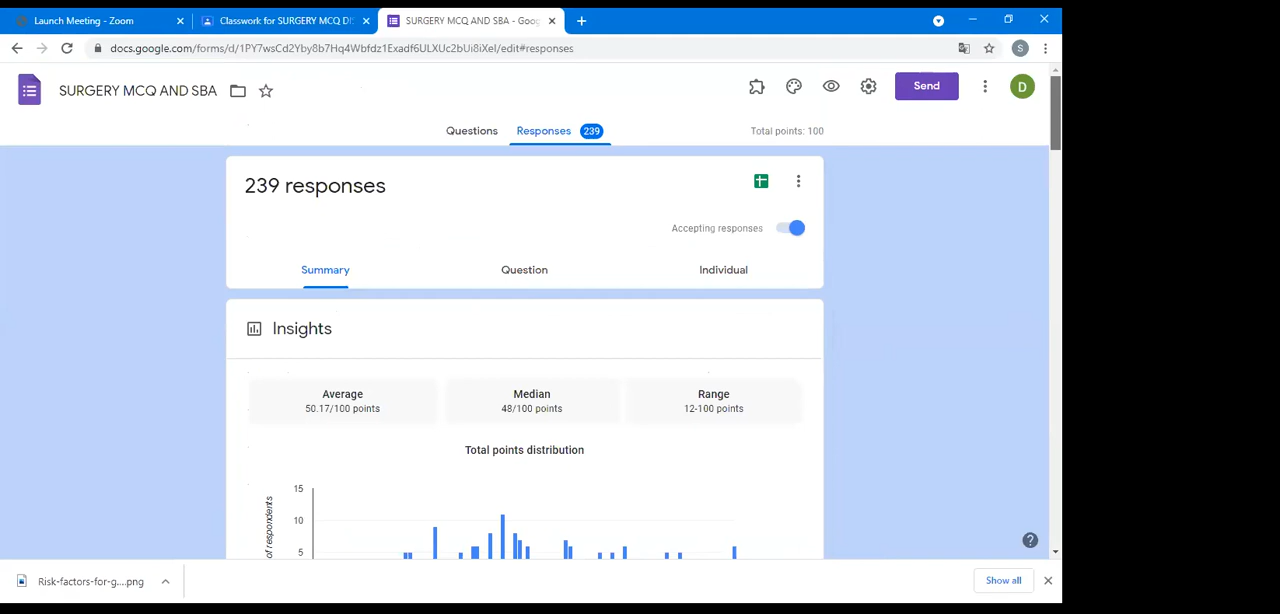 Launch Meeting - Zoom
Classwork for SURGERY MCQ DI
SURGERY MCQ AND SBA - Goog
docs.google.com/forms/d/1PY7wsCd2Yby8b7Hq4Wbfdz1Exadf6ULXUc2bUi8iXeI/edit#responses
S
SURGERY MCQ AND SBA
Send
D
Questions
Responses
239
Total points: 100
239 responses
Accepting responses
Summary
Question
Individual
Insights
Average
50.17/100 points
Median
48/100 points
Range
12-100 points
Total points distribution
15
10
5
of respondents
Risk-factors-for-g....png
Show all